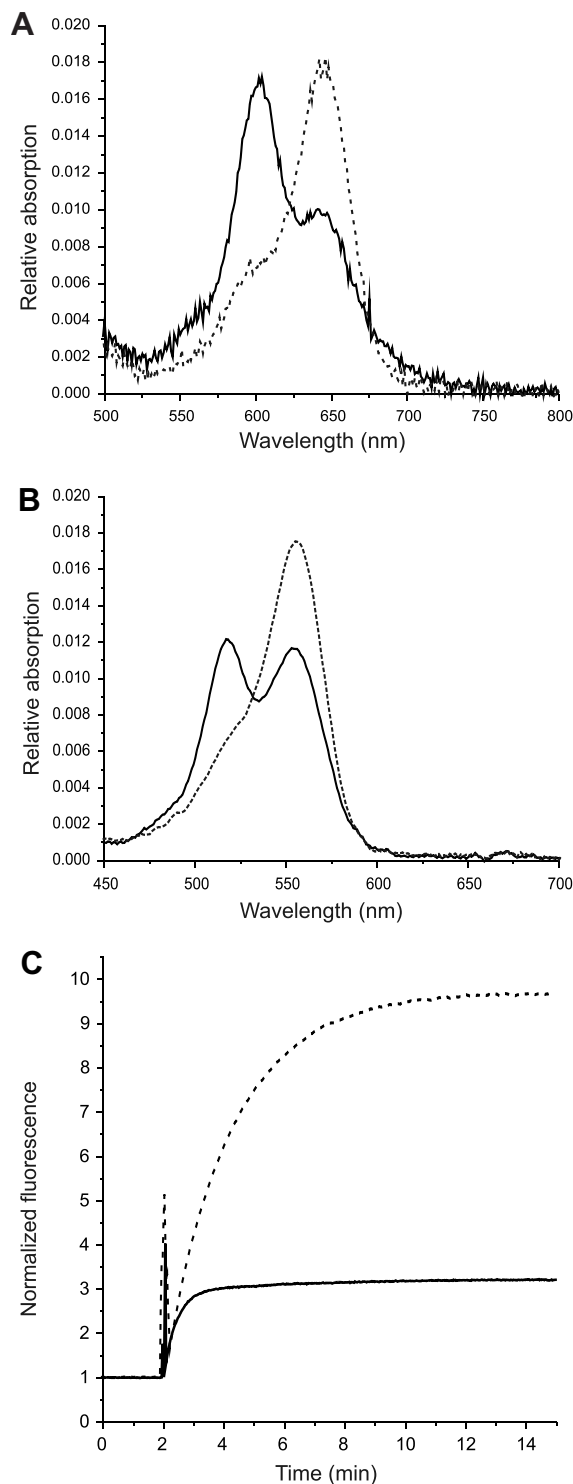 A
0.020
0.018
0.016
0.014
0.012
0.010
0.008
0.006
0.004
0.002
0.000
Relative absorption
500 550 600 650 700 750 800
Wavelength (nm)
B
0.020
0.018
0.016
0.014
0.012
0.010
0.008
0.006
0.004
0.002
0.000
Relative absorption
450 500 550 600 650 700
Wavelength (nm)
C
10
9
8
7
6
5
4
3
2
1
0
Normalized fluorescence
0 2 4 6 8 10 12 14
Time (min)